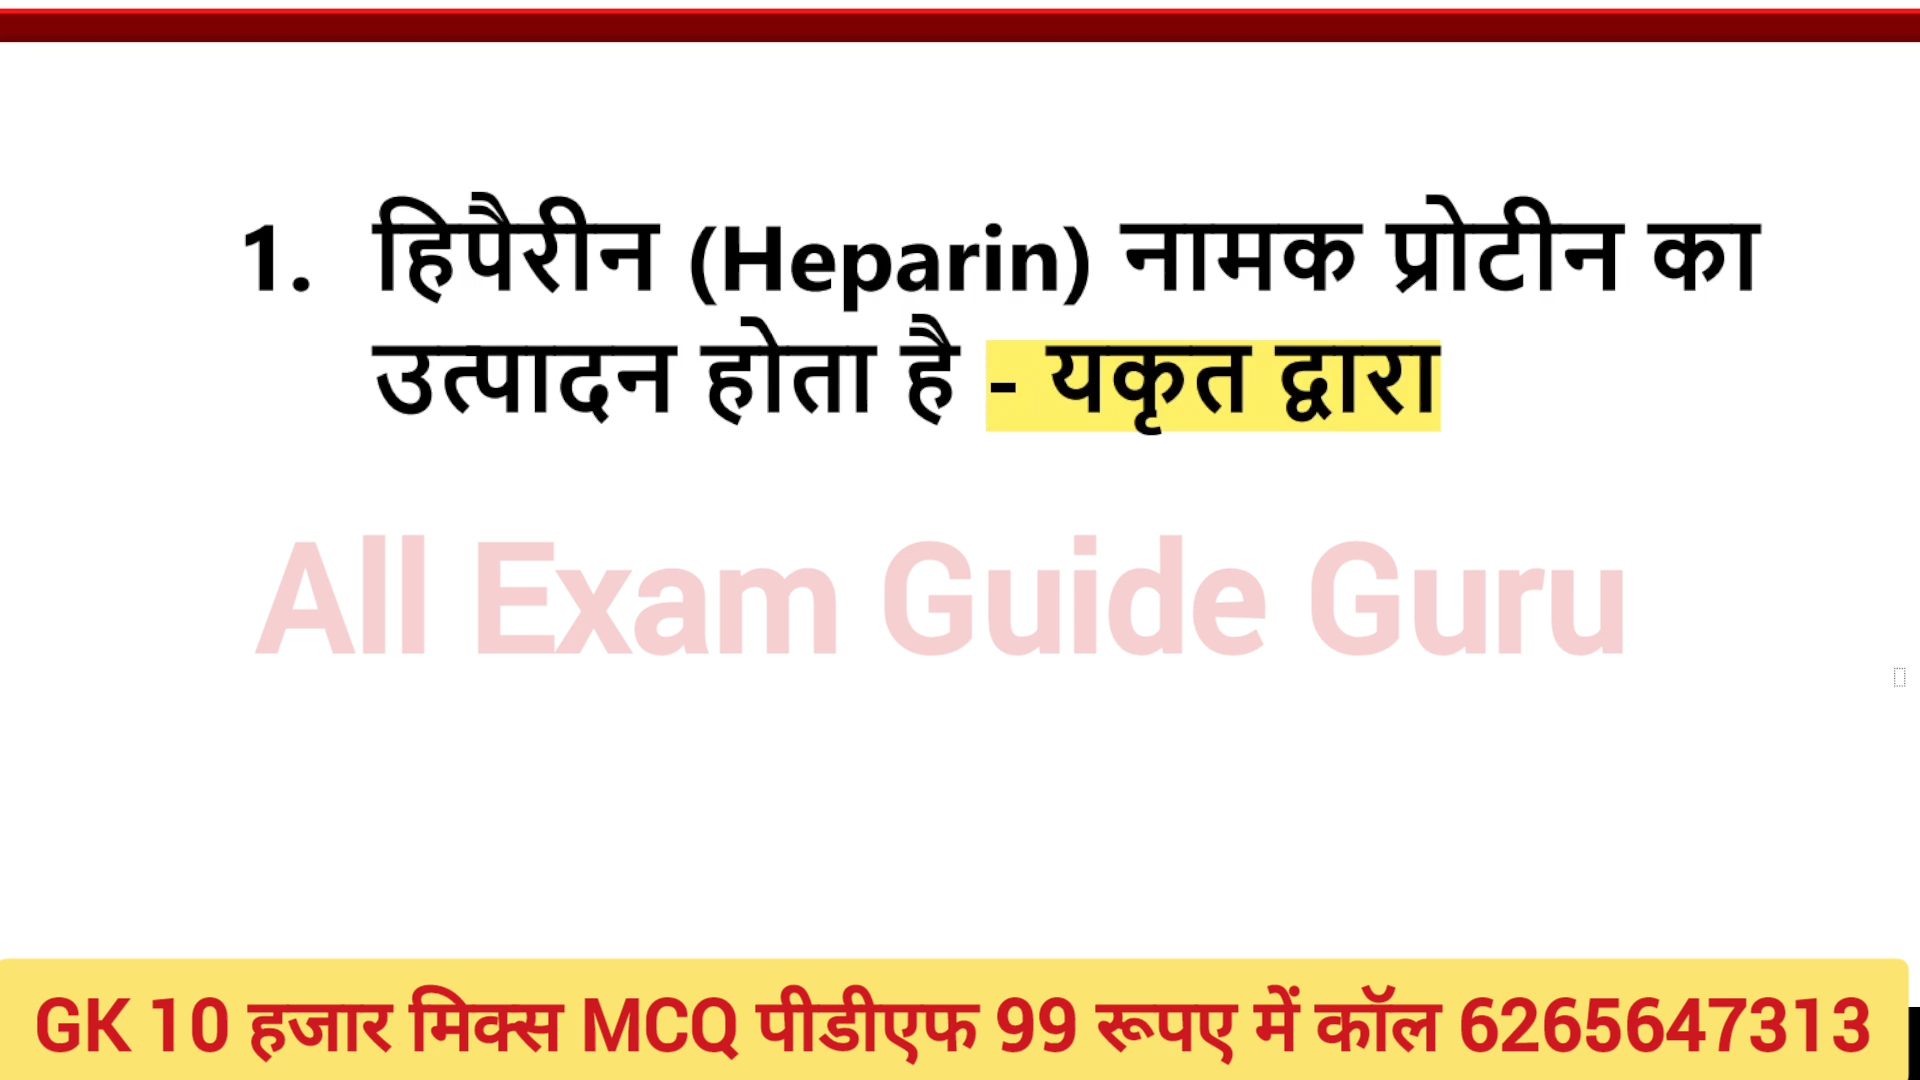 1. हिपैरीन (Heparin) नामक प्रोटीन का
उत्पादन होता है - यकृत द्वारा
All Exam Guide Guru
GK 10 हजार मिक्स MCQ पीडीएफ 99 रूपए में कॉल 6265647313